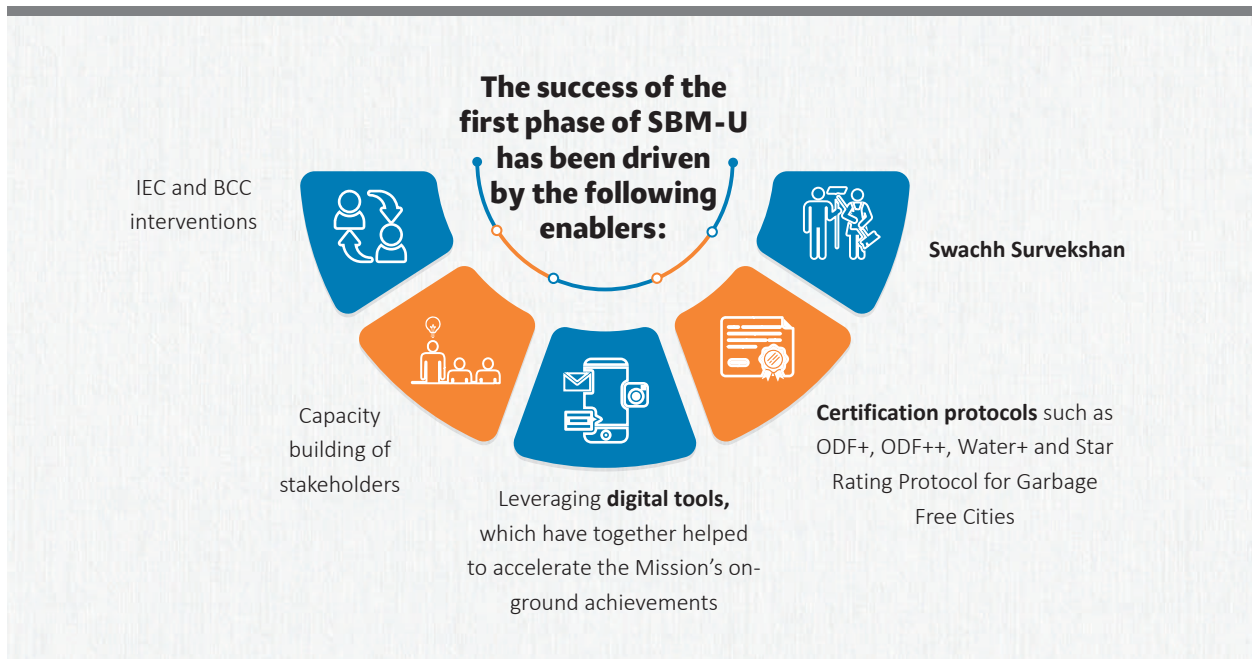 The success of the
first phase of SBM-U
has been driven
by the following
enablers:
IEC and BCC
interventions
Capacity
building of
stakeholders
Leveraging digital tools,
which have together helped
to accelerate the Mission's on-
ground achievements
Certification protocols such as
ODF+, ODF++, Water+ and Star
Rating Protocol for Garbage
Free Cities
Swachh Survekshan